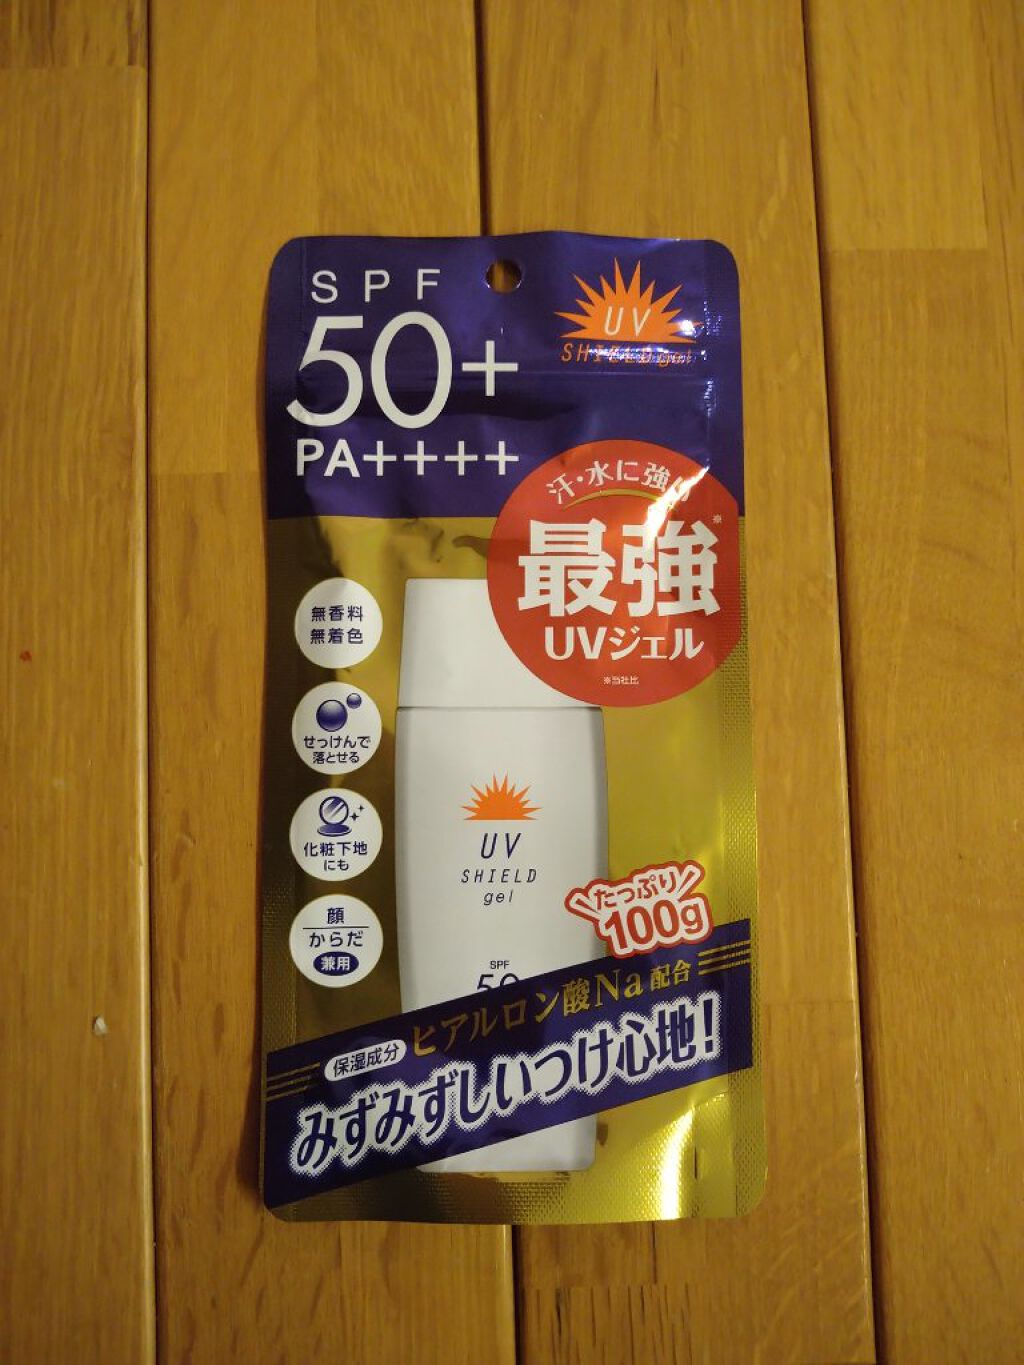 SPF
50+
PA++++
UV
SHIELD gel
汗・水に強い
最強※
UVジェル
※当社比
無香料
無着色
せっけんで
落とせる
化粧下地
にも
顔
からだ
兼用
UV
SHIELD
gel
SPF
50
たっぷり
100g
保湿成分 ヒアルロン酸Na配合
みずみずしいつけ心地!